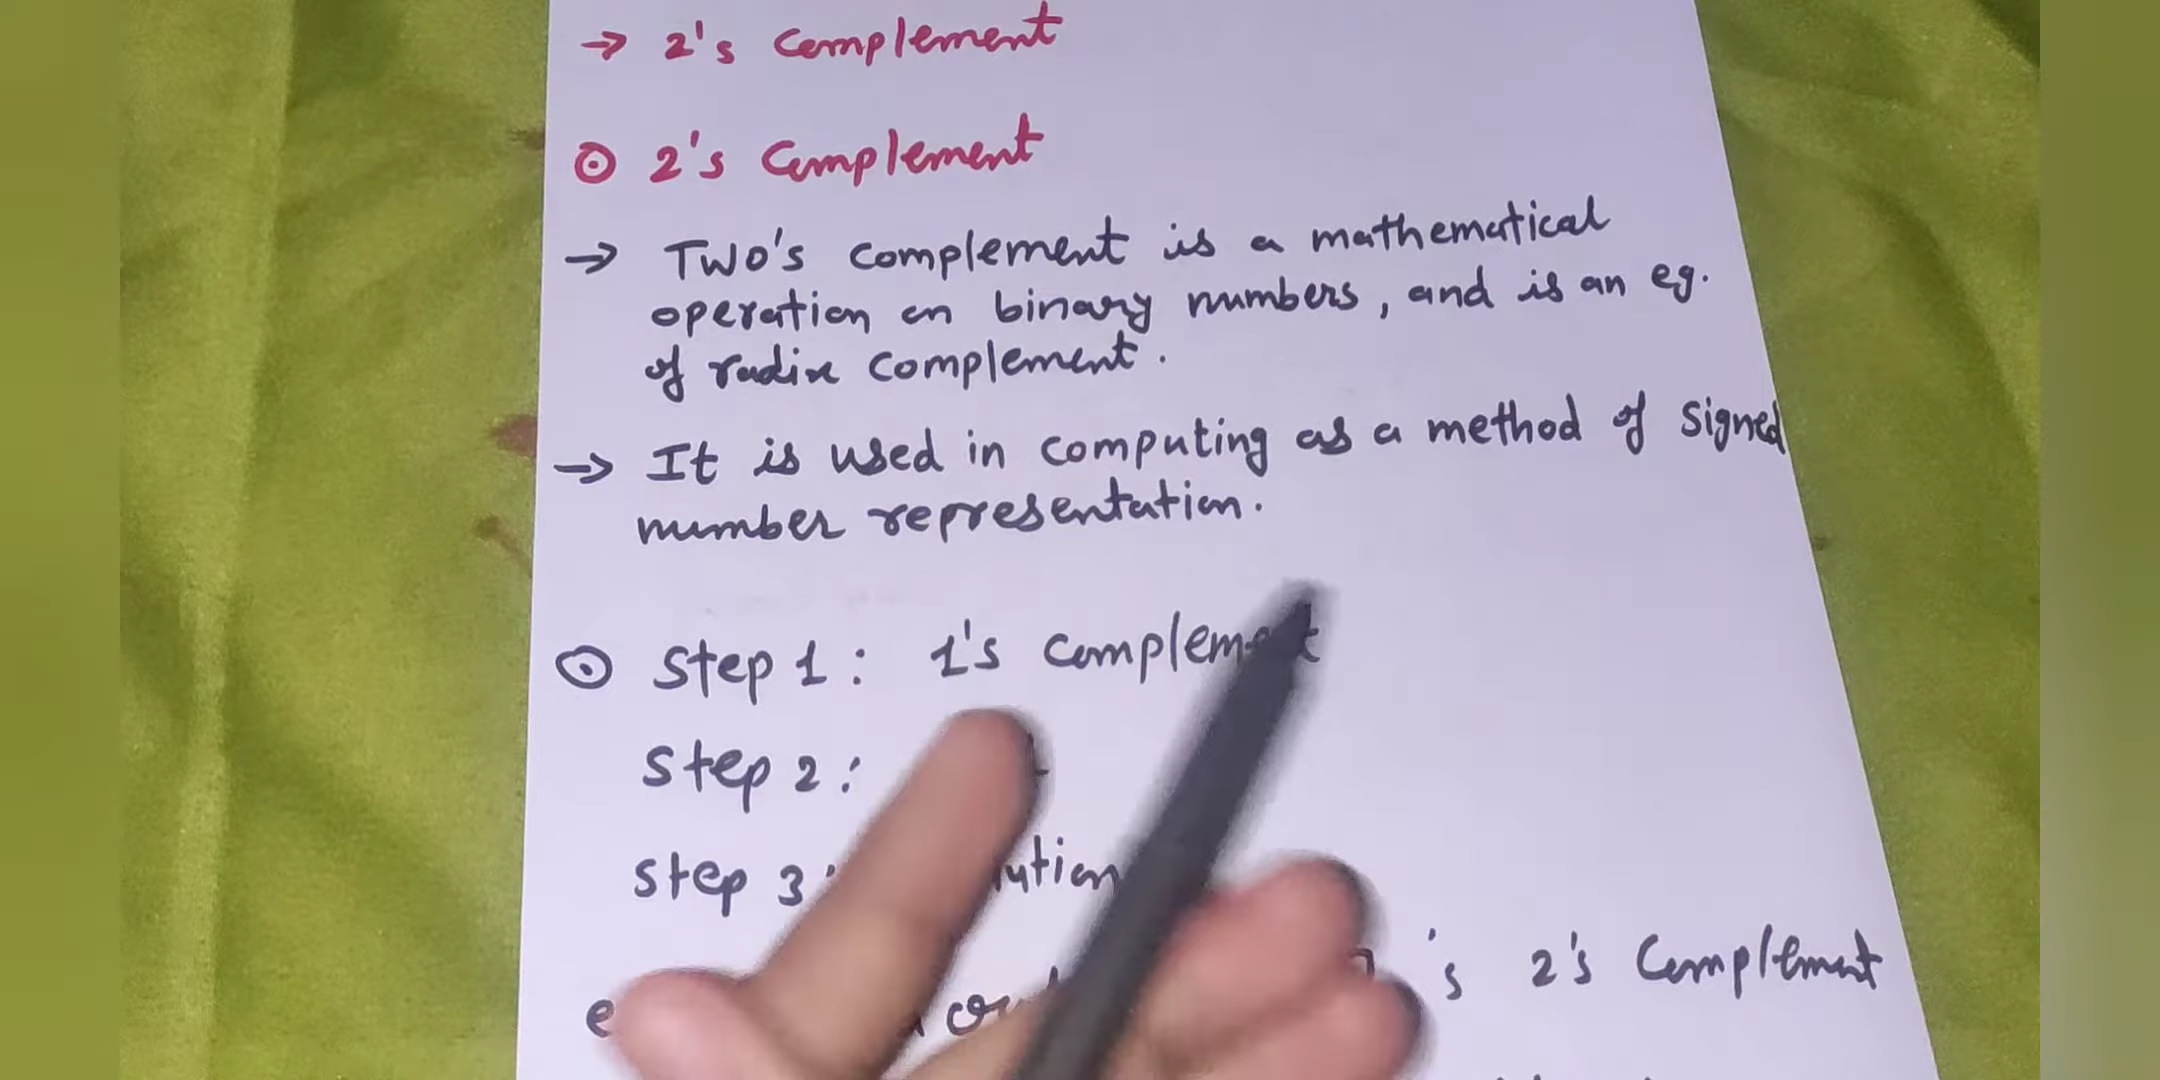 → 2's Complement
⊙ 2's Complement
→ Two's complement is a mathematical
operation on binary numbers, and is an eg.
of radix complement.
→ It is used in computing as a method of signed
number representation.
⊙ Step 1: 1's complement
Step 2:
Step 3
's 2's Complement